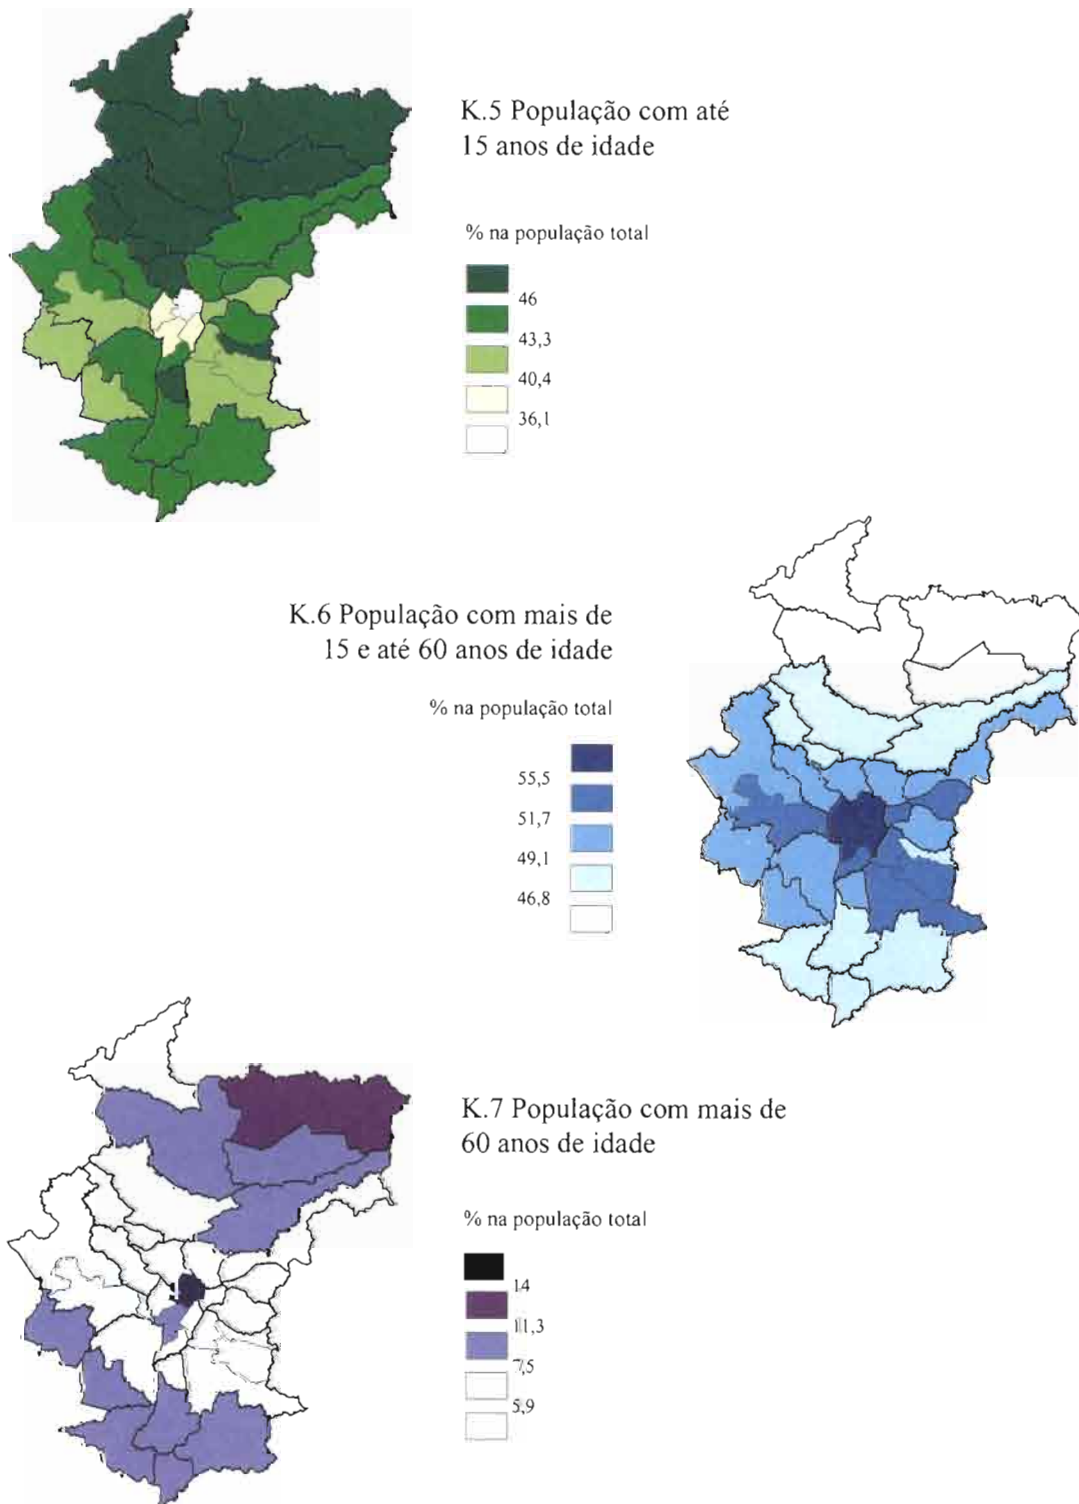 K.5 População com até
15 anos de idade
% na população total
46
43,3
40,4
36,1
K.6 População com mais de
15 e até 60 anos de idade
% na população total
55,5
51,7
49,1
46,8
K.7 População com mais de
60 anos de idade
% na população total
14
11,3
7,5
5,9